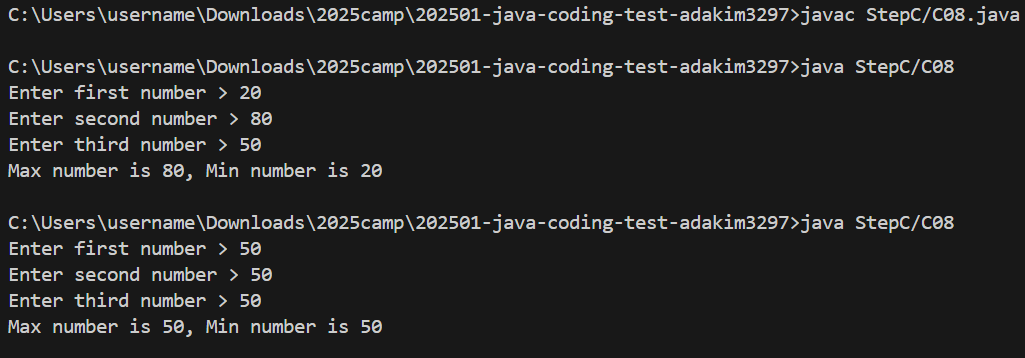 C:\Users\username\Downloads\2025camp\202501-java-coding-test-adakim3297>javac StepC/C08.java
C:\Users\username\Downloads\2025camp\202501-java-coding-test-adakim3297>java StepC/C08
Enter first number > 20
Enter second number > 80
Enter third number > 50
Max number is 80, Min number is 20
C:\Users\username\Downloads\2025camp\202501-java-coding-test-adakim3297>java StepC/C08
Enter first number > 50
Enter second number > 50
Enter third number > 50
Max number is 50, Min number is 50